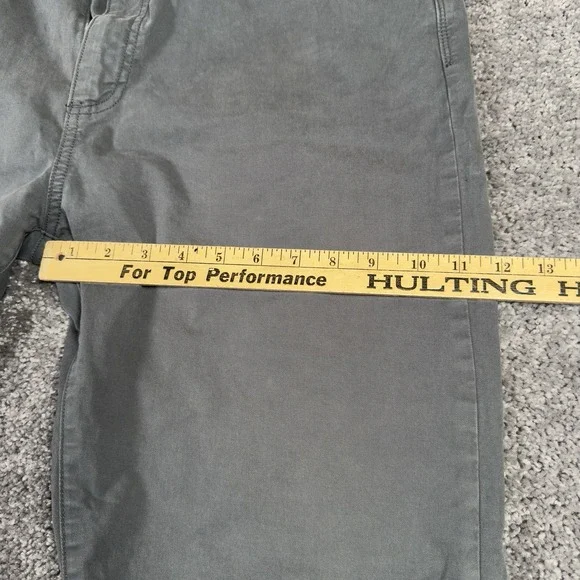 1 2 3 4 5 6 7 8 9 10 11 12 13
For Top Performance HULTING H